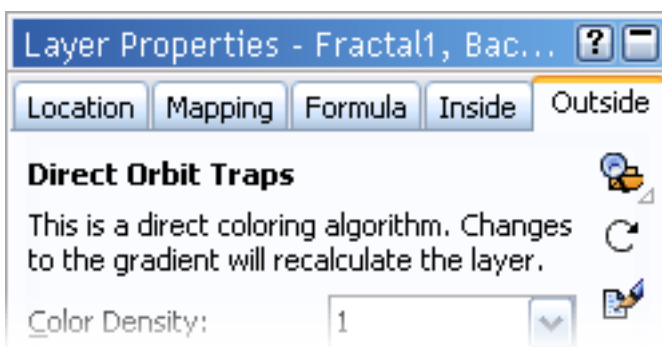 Layer Properties - Fractal1, Bac... ?
Location Mapping Formula Inside Outside
Direct Orbit Traps
This is a direct coloring algorithm. Changes
to the gradient will recalculate the layer.
Color Density: 1